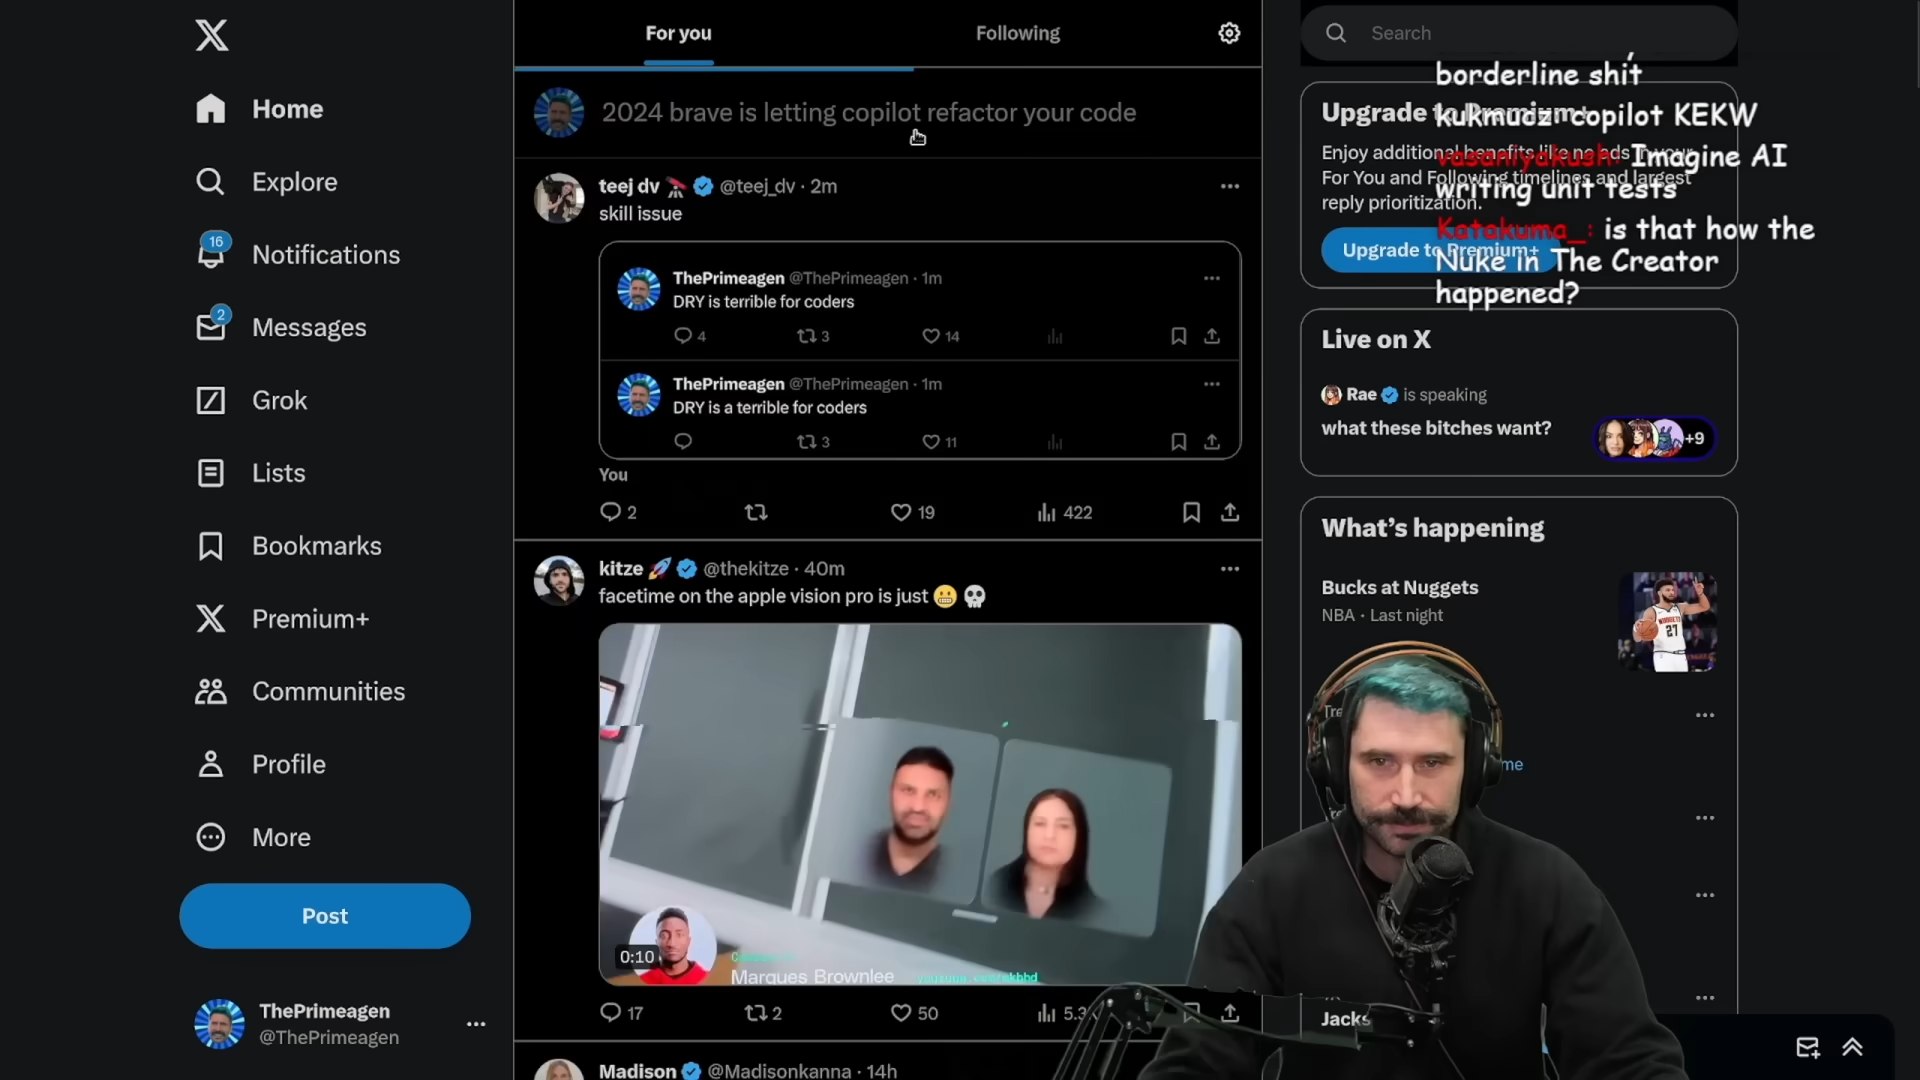 Home
Explore
16
Notifications
2
Messages
Grok
Lists
Bookmarks
Premium+
Communities
Profile
More
Post
ThePrimeagen
@ThePrimeagen
For you
Following
2024 brave is letting copilot refactor your code
teej dv @teej_dv · 2m
skill issue
ThePrimeagen @ThePrimeagen · 1m
DRY is terrible for coders
4 3 14
ThePrimeagen @ThePrimeagen · 1m
DRY is a terrible for coders
3 11
You
2 19 422
kitze @thekitze · 40m
facetime on the apple vision pro is just
0:10
Marques Brownlee
17 2 50
Madison @Madisonkanna · 14h
Search
borderline shit
kukmucz: copilot KEKW
vasaniyakush: Imagine AI
writing unit tests
Katakuma_: is that how the
Nuke in The Creator
happened?
Upgrade to Premium+
Enjoy additional benefits like no ads in your
For You and Following timelines and largest
reply prioritization.
Upgrade to Premium+
Live on X
Rae is speaking
what these bitches want?
+9
What's happening
Bucks at Nuggets
NBA · Last night
27